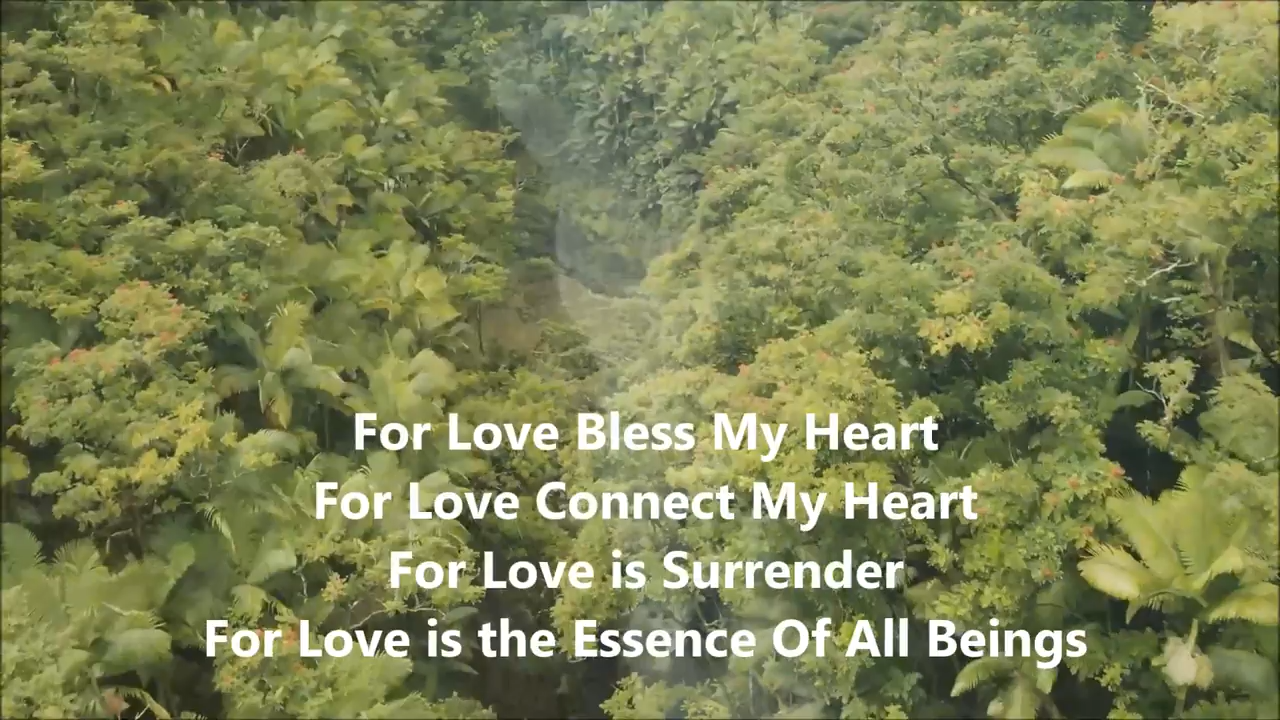 For Love Bless My Heart
For Love Connect My Heart
For Love is Surrender
For Love is the Essence Of All Beings